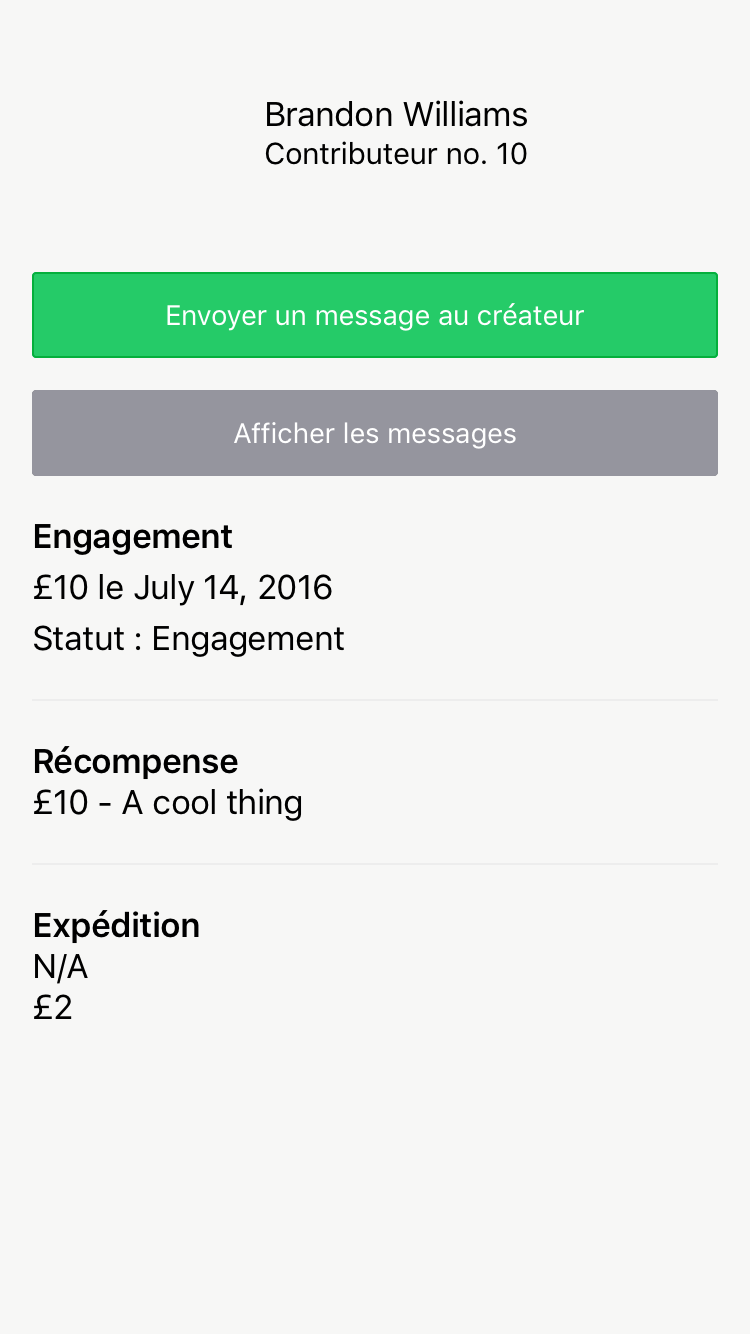 Brandon Williams
Contributeur no. 10
Envoyer un message au créateur
Afficher les messages
Engagement
£10 le July 14, 2016
Statut : Engagement
Récompense
£10 - A cool thing
Expédition
N/A
£2